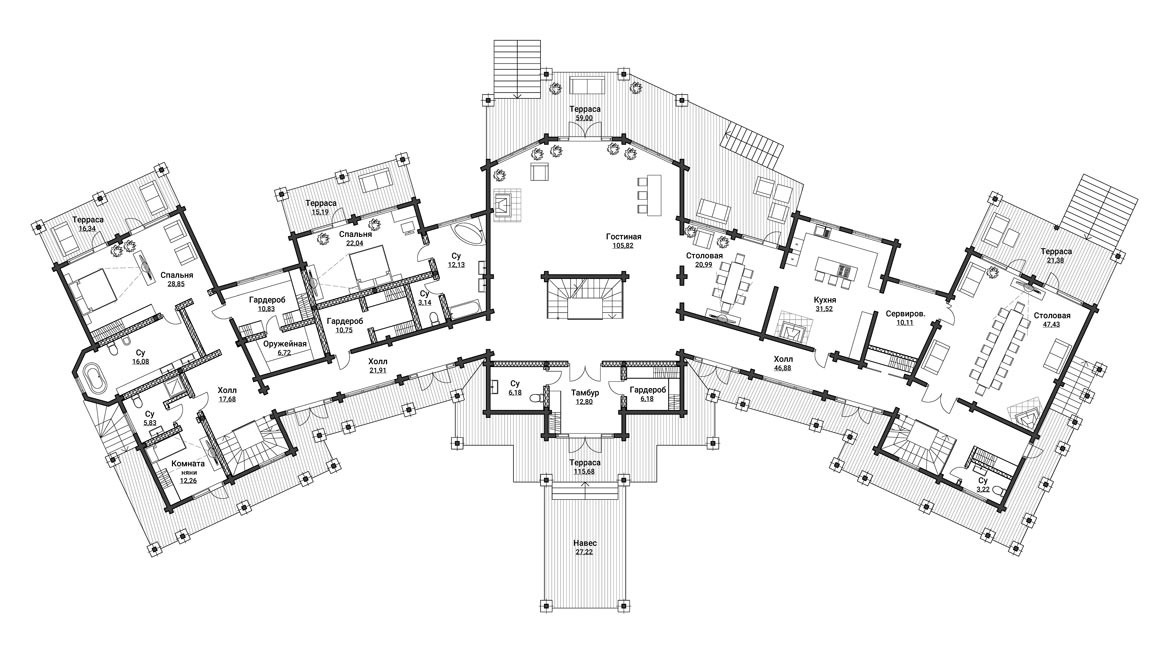 Терраса
59,00
Терраса
16,34
Терраса
15,19
Спальня
22,04
Спальня
28,85
Су
12,13
Гостиная
105,82
Столовая
20,99
Терраса
21,38
Гардероб
10,83
Су
3,14
Гардероб
10,75
Кухня
31,52
Сервиров.
10,11
Столовая
47,43
Оружейная
6,72
Су
16,08
Холл
21,91
Холл
46,88
Холл
17,68
Су
6,18
Тамбур
12,80
Гардероб
6,18
Су
5,83
Комната
няни
12,26
Терраса
115,68
Су
3,22
Навес
27,22